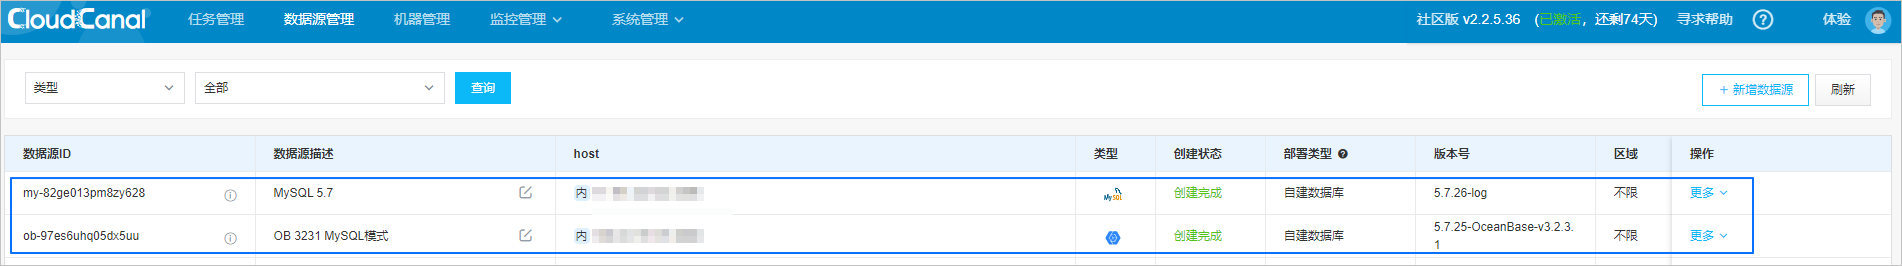 CloudCanal 任务管理 数据源管理 机器管理 监控管理 系统管理 社区版 v2.2.5.36 (已激活，还剩74天) 寻求帮助 ? 体验
类型 全部 查询 + 新增数据源 刷新
数据源ID 数据源描述 host 类型 创建状态 部署类型 ? 版本号 区域 操作
my-82ge013pm8zy628 MySQL 5.7 内 MySQL 创建完成 自建数据库 5.7.26-log 不限 更多
ob-97es6uhq05dx5uu OB 3231 MySQL模式 内 创建完成 自建数据库 5.7.25-OceanBase-v3.2.3. 不限 更多
1